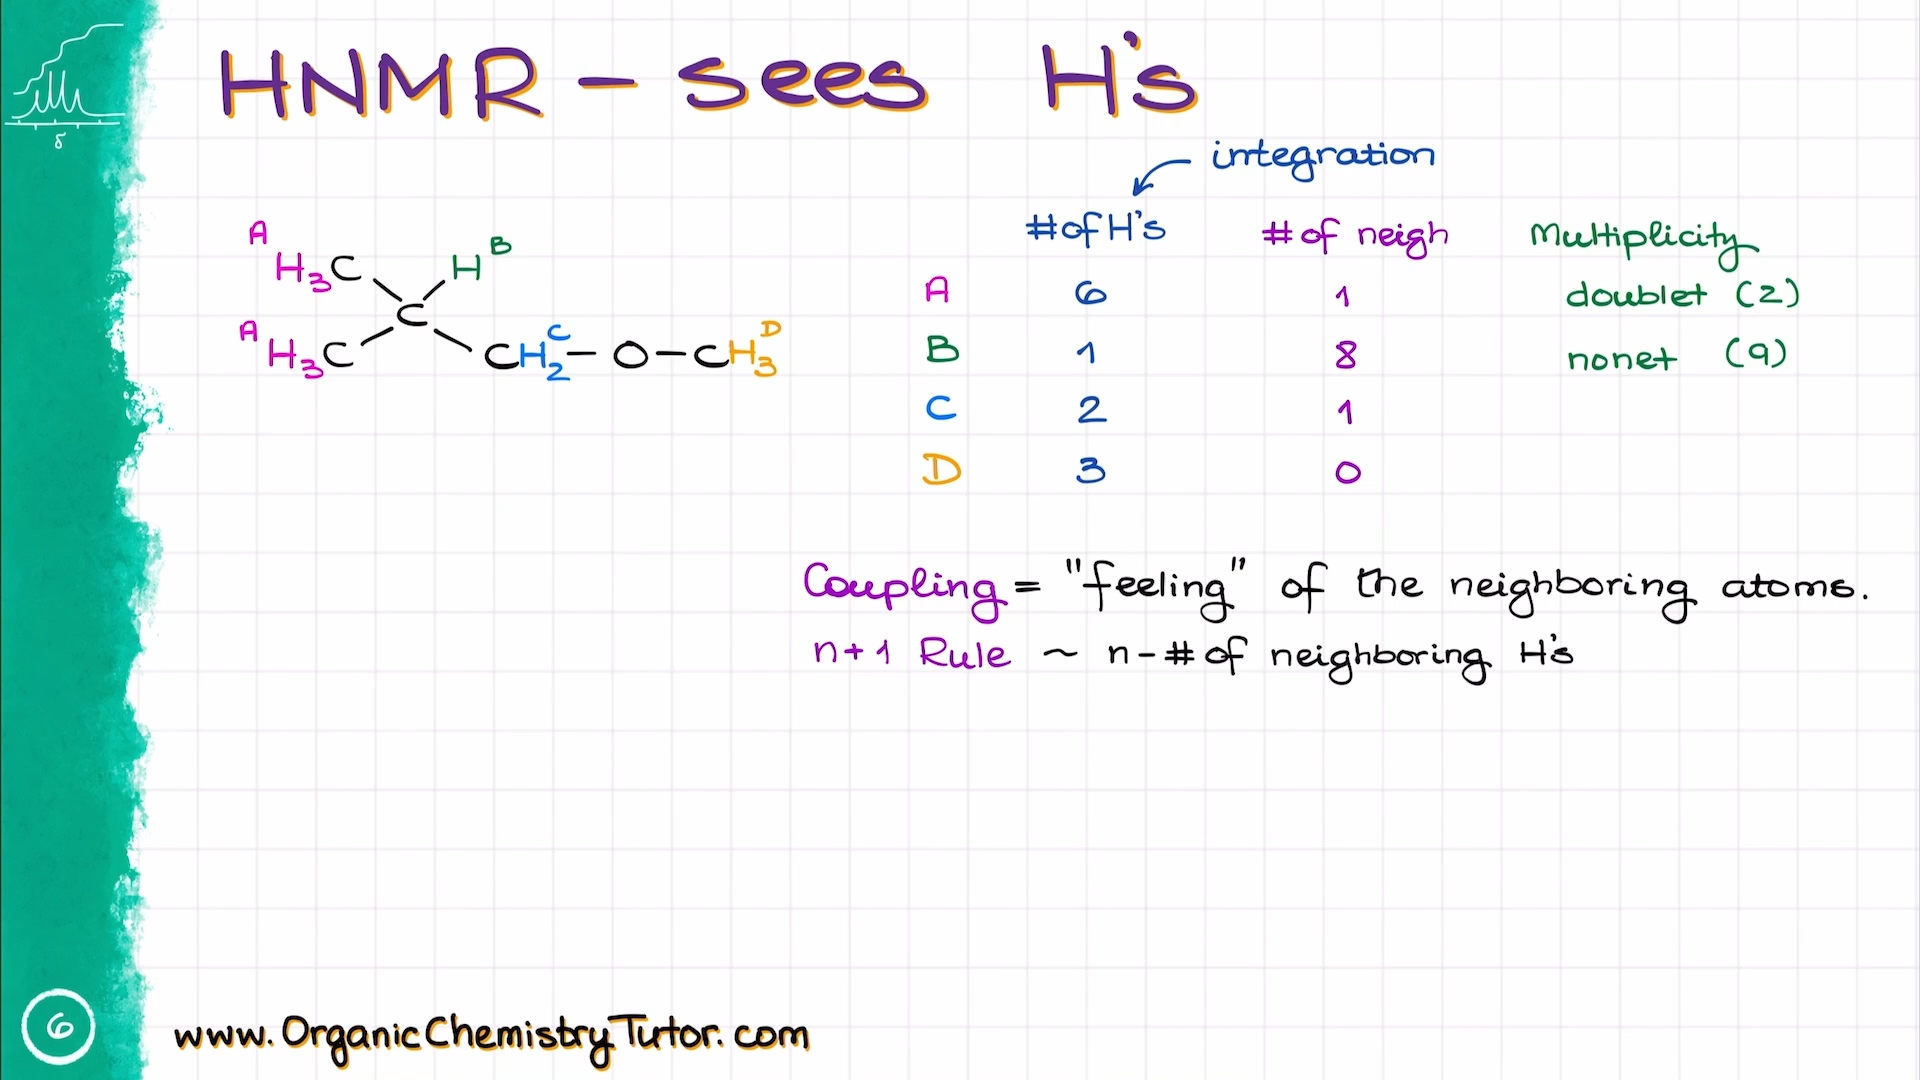 HNMR – sees H's
δ
integration
#of H's #of neigh Multiplicity
A 6 1 doublet (2)
B 1 8 nonet (9)
C 2 1
D 3 0
A
H3C H B
C
A
H3C CH2 C – O – CH3 D
Coupling = "feeling" of the neighboring atoms.
n+1 Rule ~ n - # of neighboring H's
6
www.OrganicChemistryTutor.com